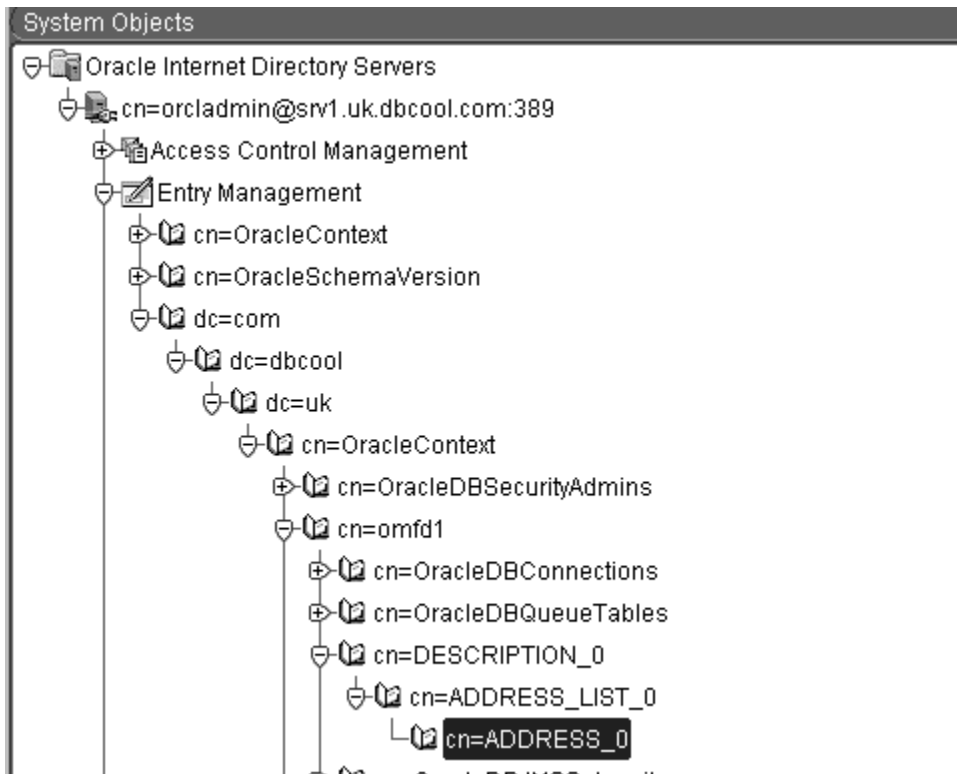 System Objects
Oracle Internet Directory Servers
cn=orcladmin@srv1.uk.dbcool.com:389
Access Control Management
Entry Management
cn=OracleContext
cn=OracleSchemaVersion
dc=com
dc=dbcool
dc=uk
cn=OracleContext
cn=OracleDBSecurityAdmins
cn=omfd1
cn=OracleDBConnections
cn=OracleDBQueueTables
cn=DESCRIPTION_0
cn=ADDRESS_LIST_0
cn=ADDRESS_0